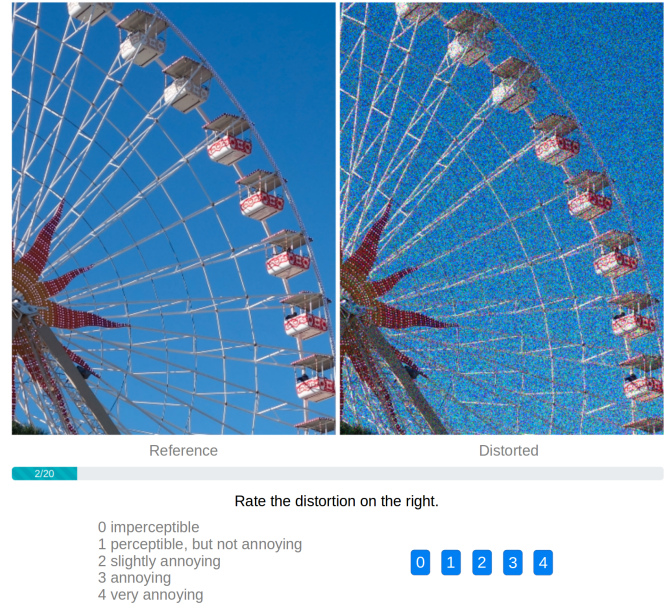 Reference
Distorted
2/20
Rate the distortion on the right.
0 imperceptible
1 perceptible, but not annoying
2 slightly annoying
3 annoying
4 very annoying
0 1 2 3 4